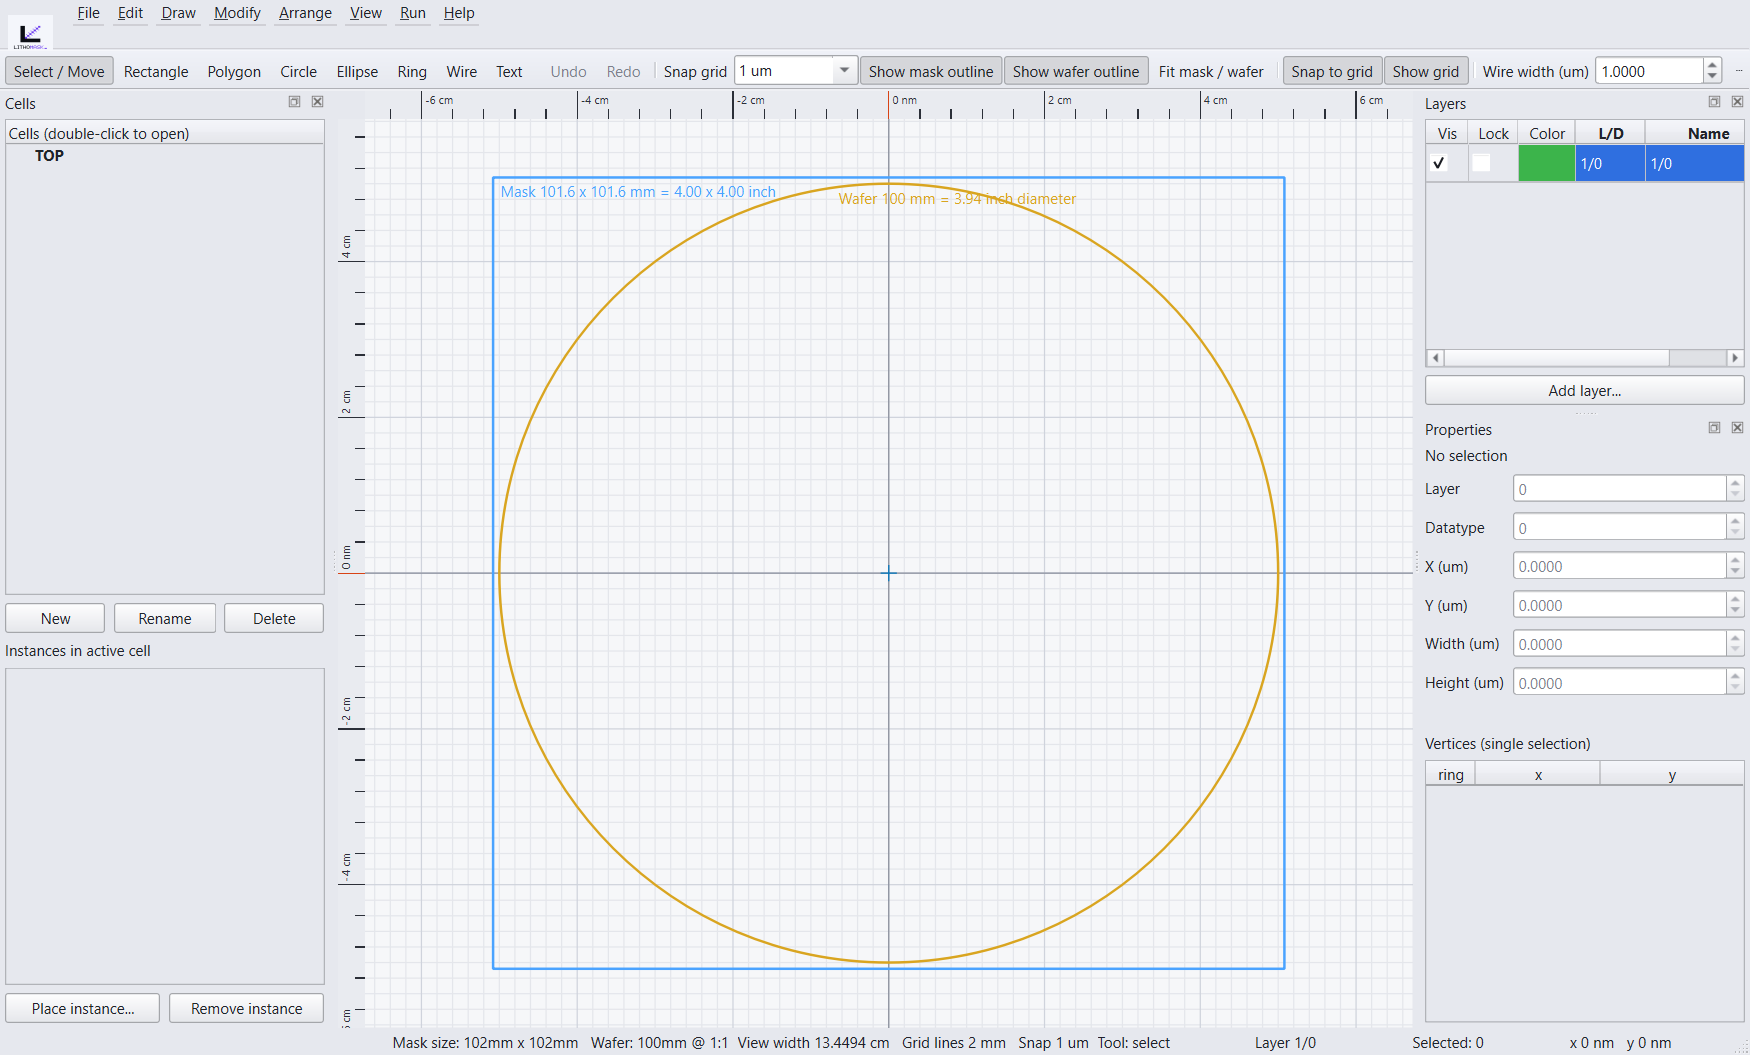 File Edit Draw Modify Arrange View Run Help
LITHOMASK
Select / Move Rectangle Polygon Circle Ellipse Ring Wire Text Undo Redo Snap grid 1 um Show mask outline Show wafer outline Fit mask / wafer Snap to grid Show grid Wire width (um) 1.0000
Cells
Cells (double-click to open)
TOP
New Rename Delete
Instances in active cell
Place instance... Remove instance
-6 cm -4 cm -2 cm 0 nm 2 cm 4 cm 6 cm
4 cm
2 cm
0 nm
-2 cm
-4 cm
Mask 101.6 x 101.6 mm = 4.00 x 4.00 inch
Wafer 100 mm = 3.94 inch diameter
Layers
Vis Lock Color L/D Name
1/0 1/0
Add layer...
Properties
No selection
Layer 0
Datatype 0
X (um) 0.0000
Y (um) 0.0000
Width (um) 0.0000
Height (um) 0.0000
Vertices (single selection)
ring x y
Mask size: 102mm x 102mm Wafer: 100mm @ 1:1 View width 13.4494 cm Grid lines 2 mm Snap 1 um Tool: select Layer 1/0 Selected: 0 x 0 nm y 0 nm